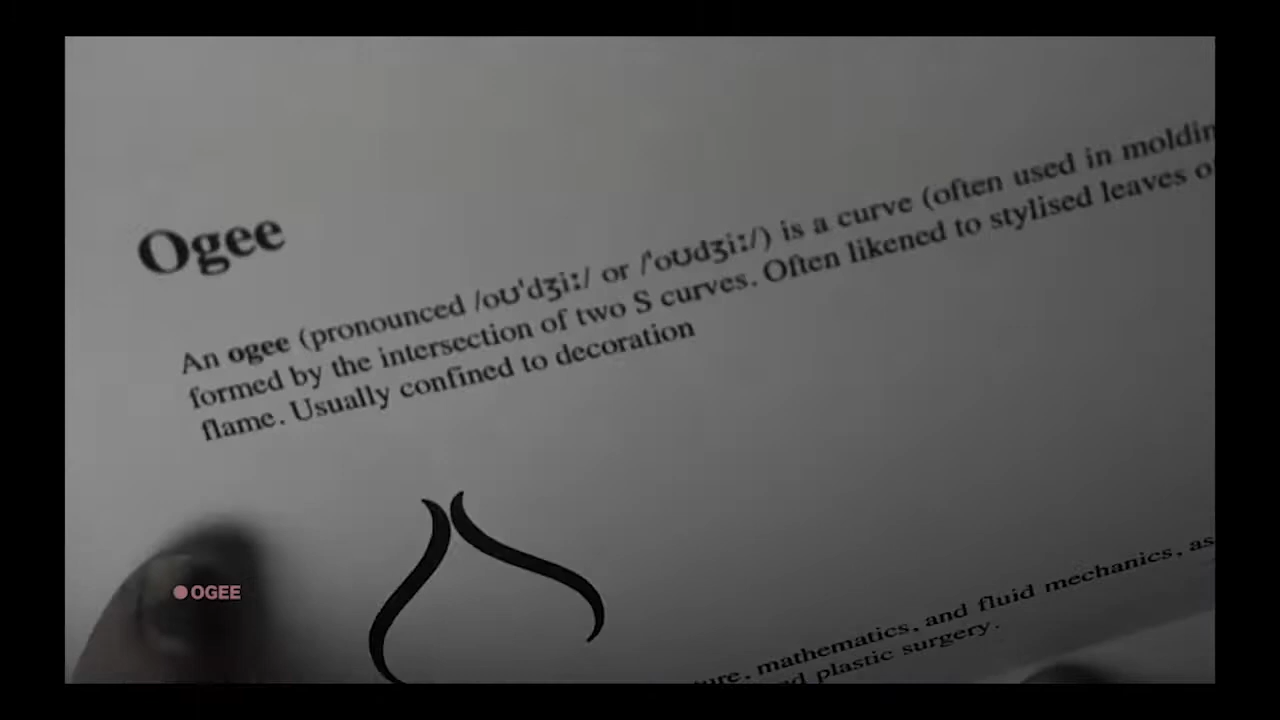 Ogee
An ogee (pronounced /oʊˈdʒiː/ or /ˈoʊdʒiː/) is a curve (often used in
formed by the intersection of two S curves. Often likened to stylised leaves
flame. Usually confined to decoration
OGEE
mathematics, and fluid mechanics, as
plastic surgery.